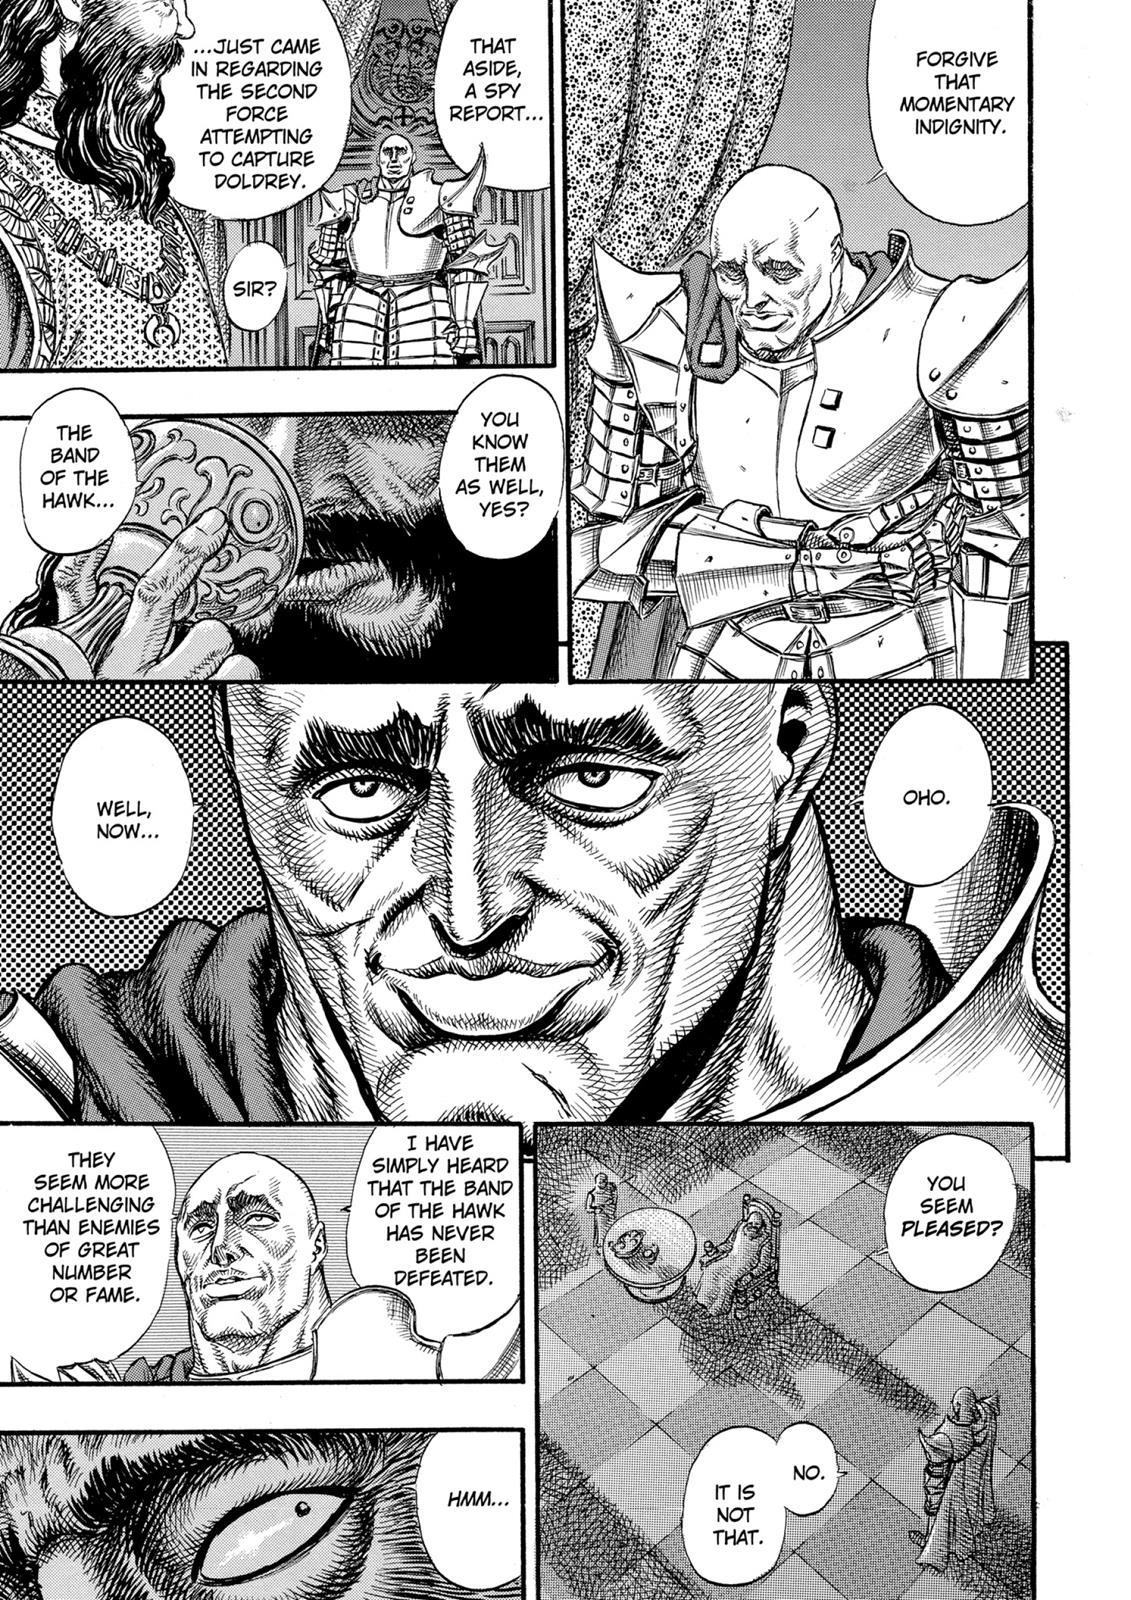 FORGIVE
THAT
MOMENTARY
INDIGNITY.
THAT
ASIDE,
A SPY
REPORT...
...JUST CAME
IN REGARDING
THE SECOND
FORCE
ATTEMPTING
TO CAPTURE
DOLDREY.
SIR?
YOU
KNOW
THEM
AS WELL,
YES?
THE
BAND
OF THE
HAWK...
OHO.
WELL,
NOW...
YOU
SEEM
PLEASED?
NO.
IT IS
NOT
THAT.
I HAVE
SIMPLY HEARD
THAT THE BAND
OF THE HAWK
HAS NEVER
BEEN
DEFEATED.
THEY
SEEM MORE
CHALLENGING
THAN ENEMIES
OF GREAT
NUMBER
OR FAME.
HMM...